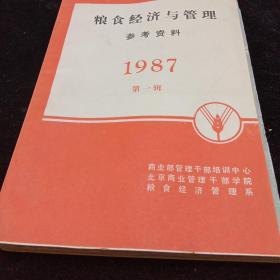 粮食经济与管理
参考资料
1987
第一辑
商业部管理干部培训中心
北京商业管理干部学院
粮食经济管理系